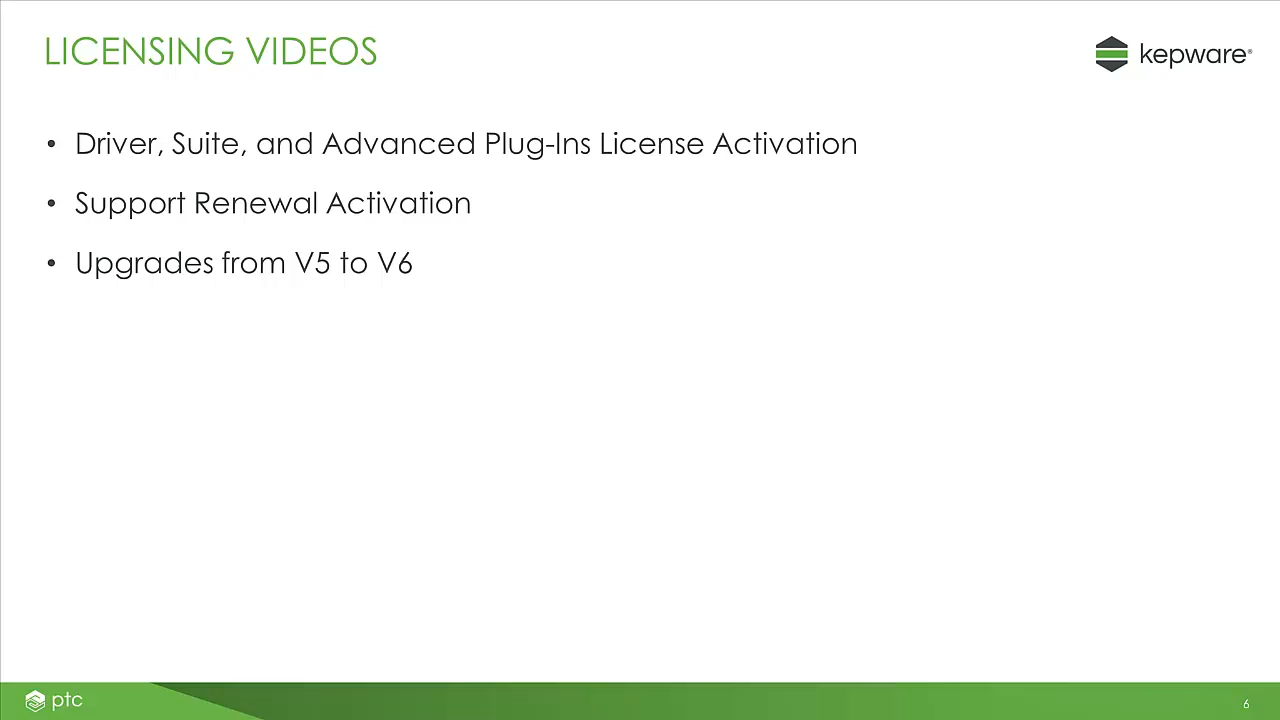 LICENSING VIDEOS
kepware®
• Driver, Suite, and Advanced Plug-Ins License Activation
• Support Renewal Activation
• Upgrades from V5 to V6
ptc
6